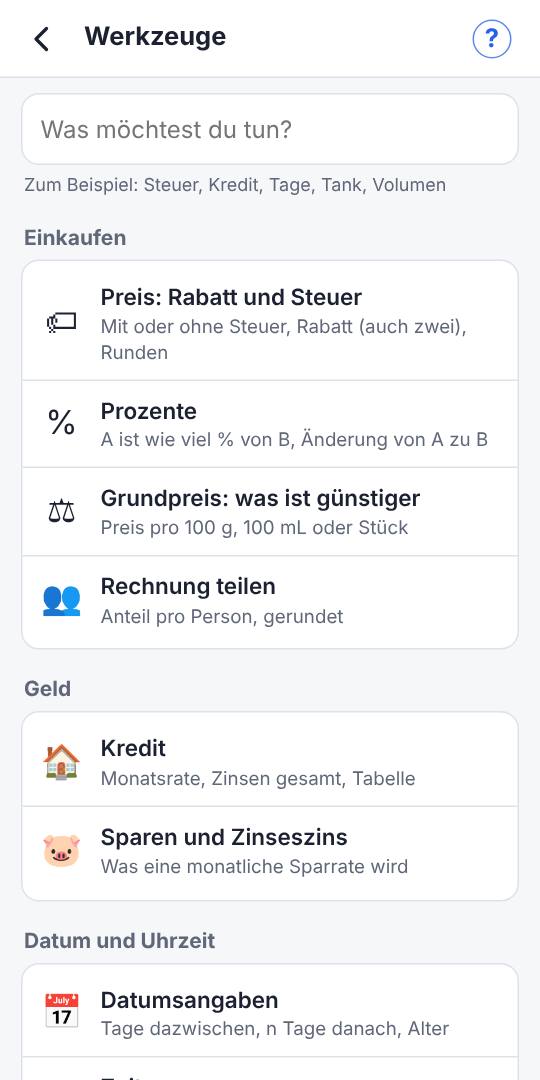 Werkzeuge
?
Was möchtest du tun?
Zum Beispiel: Steuer, Kredit, Tage, Tank, Volumen
Einkaufen
Preis: Rabatt und Steuer
Mit oder ohne Steuer, Rabatt (auch zwei),
Runden
%
Prozente
A ist wie viel % von B, Änderung von A zu B
Grundpreis: was ist günstiger
Preis pro 100 g, 100 mL oder Stück
Rechnung teilen
Anteil pro Person, gerundet
Geld
Kredit
Monatsrate, Zinsen gesamt, Tabelle
Sparen und Zinseszins
Was eine monatliche Sparrate wird
Datum und Uhrzeit
July
17
Datumsangaben
Tage dazwischen, n Tage danach, Alter